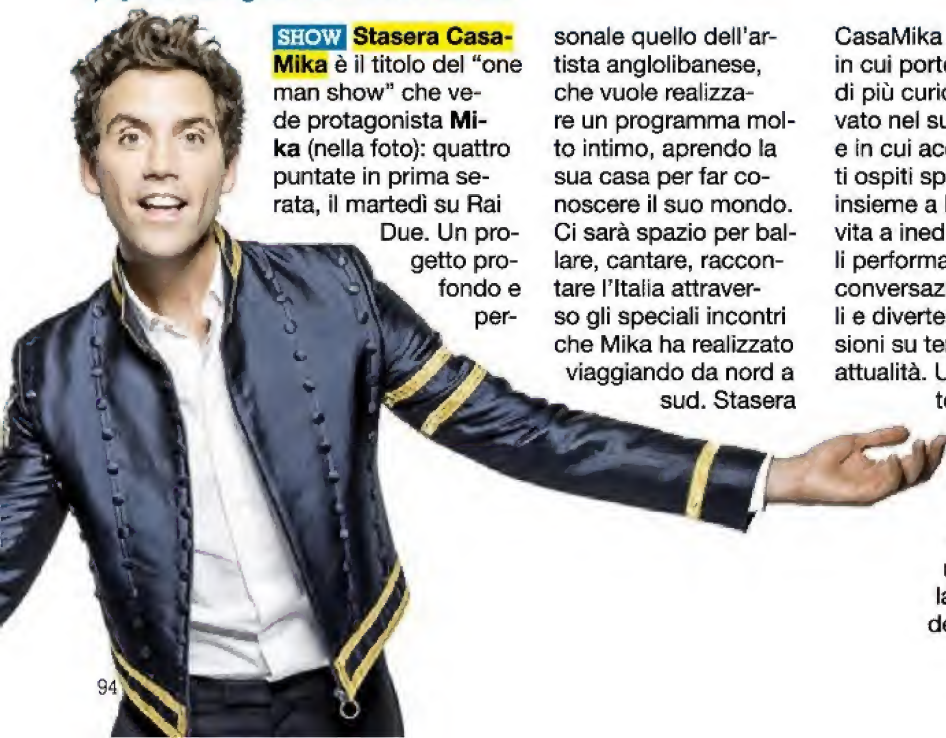 SHOW Stasera Casa-
Mika è il titolo del "one
man show" che ve-
de protagonista Mi-
ka (nella foto): quattro
puntate in prima se-
rata, il martedì su Rai
Due. Un pro-
getto pro-
fondo e
per-
sonale quello dell'ar-
tista anglolibanese,
che vuole realizza-
re un programma mol-
to intimo, aprendo la
sua casa per far co-
noscere il suo mondo.
Ci sarà spazio per bal-
lare, cantare, raccon-
tare l'Italia attraver-
so gli speciali incontri
che Mika ha realizzato
viaggiando da nord a
sud. Stasera
CasaMika
in cui porte
di più curio
vato nel su
e in cui acc
ti ospiti sp
insieme a
vita a ined
li performa
conversaz
li e diverte
sioni su te
attualità. U
te
la
de
94